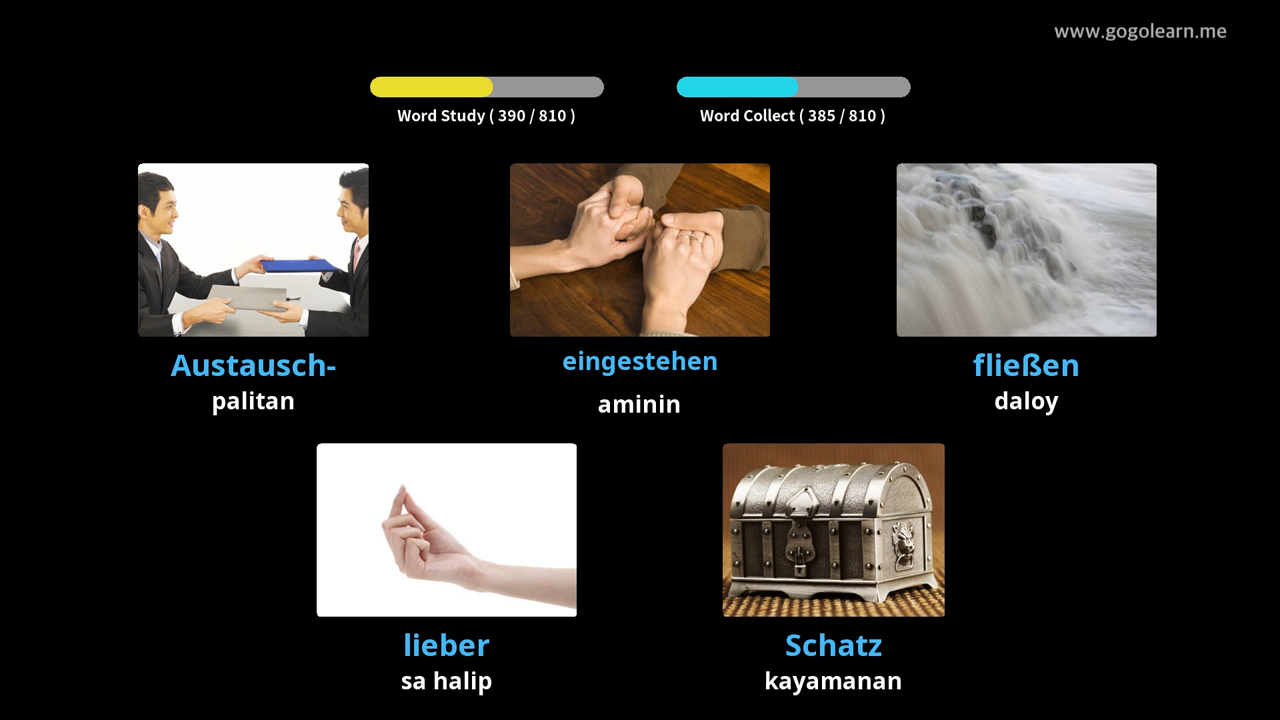 www.gogolearn.me
Word Study ( 390 / 810 )
Word Collect ( 385 / 810 )
Austausch-
palitan
eingestehen
aminin
fließen
daloy
lieber
sa halip
Schatz
kayamanan